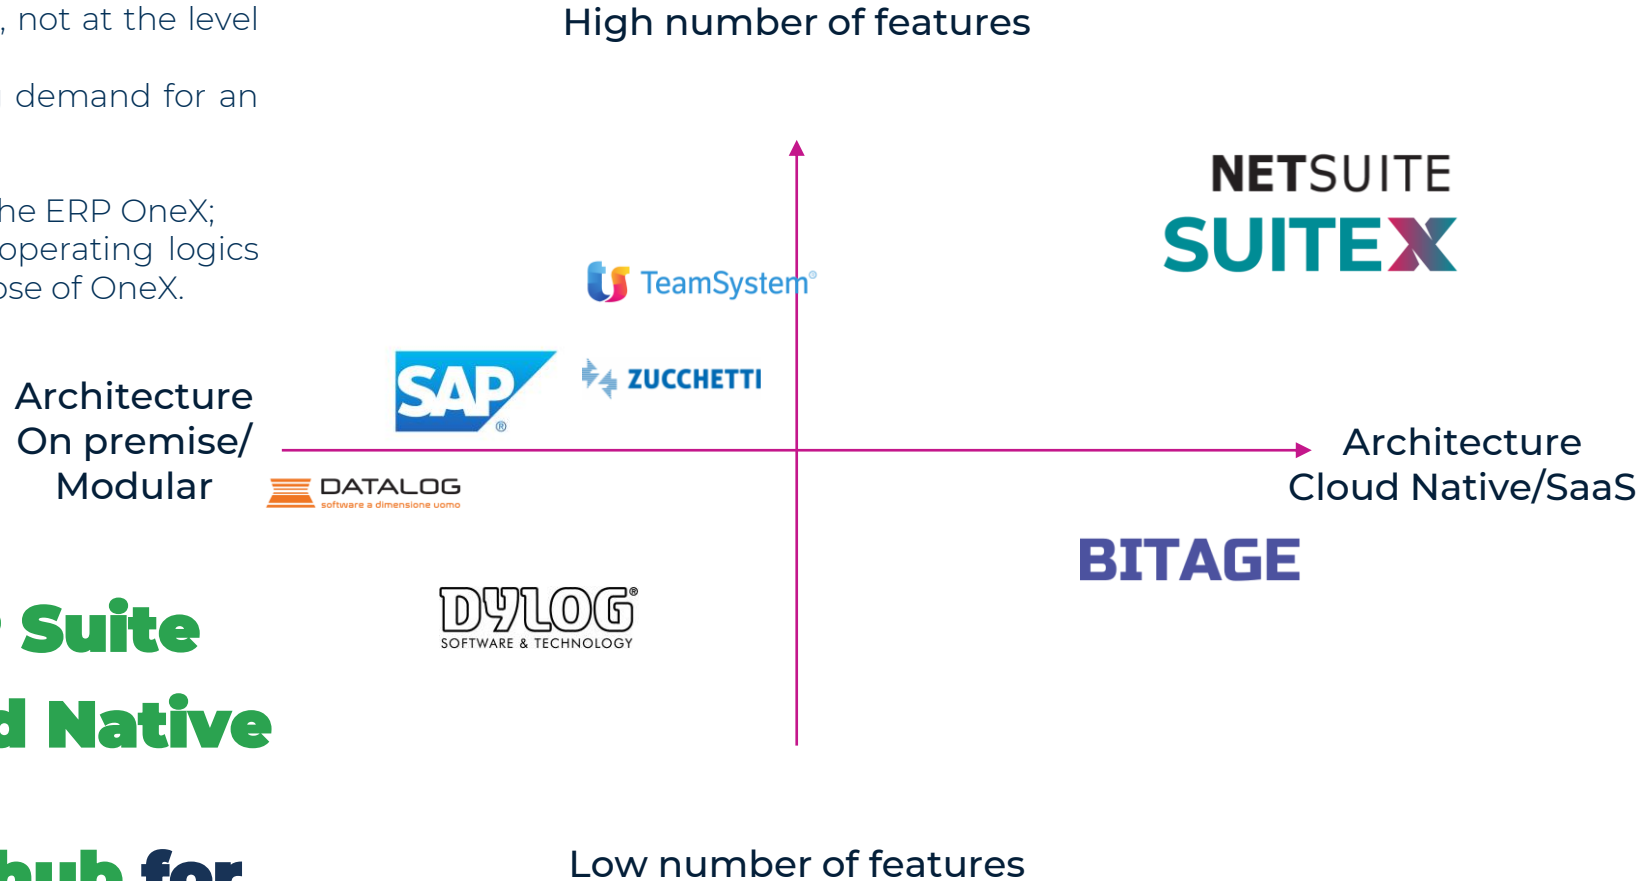 , not at the level
demand for an
he ERP OneX;
operating logics
ose of OneX.
Suite
d Native
hub for
High number of features
NETSUITE
SUITEX
TeamSystem®
SAP®
ZUCCHETTI
Architecture
On premise/
Modular
Architecture
Cloud Native/SaaS
DATALOG
software a dimensione uomo
BITAGE
DYLOG®
SOFTWARE & TECHNOLOGY
Low number of features